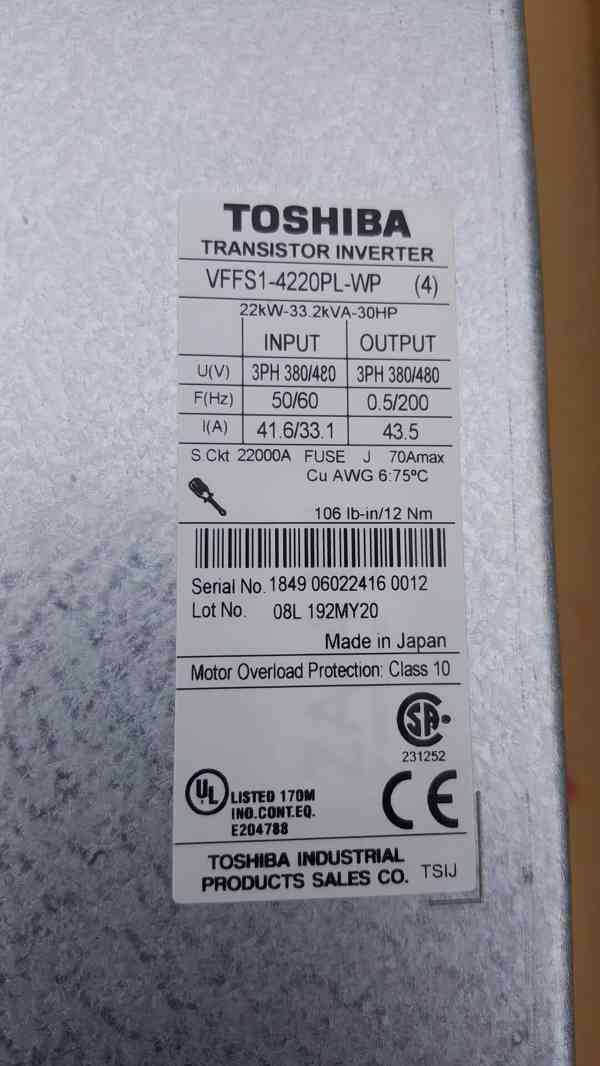 TOSHIBA
TRANSISTOR INVERTER
VFFS1-4220PL-WP (4)
22kW-33.2kVA-30HP
INPUT OUTPUT
U(V) 3PH 380/480 3PH 380/480
F(Hz) 50/60 0.5/200
I(A) 41.6/33.1 43.5
S.Ckt 22000A FUSE J 70Amax
Cu AWG 6:75ºC
106 lb-in/12 Nm
Serial No. 1849 06022416 0012
Lot No. 08L 192MY20
Made in Japan
Motor Overload Protection: Class 10
SA
231252
UL
LISTED 170M
IND.CONT.EQ.
E204788
CE
TOSHIBA INDUSTRIAL
PRODUCTS SALES CO. TSIJ